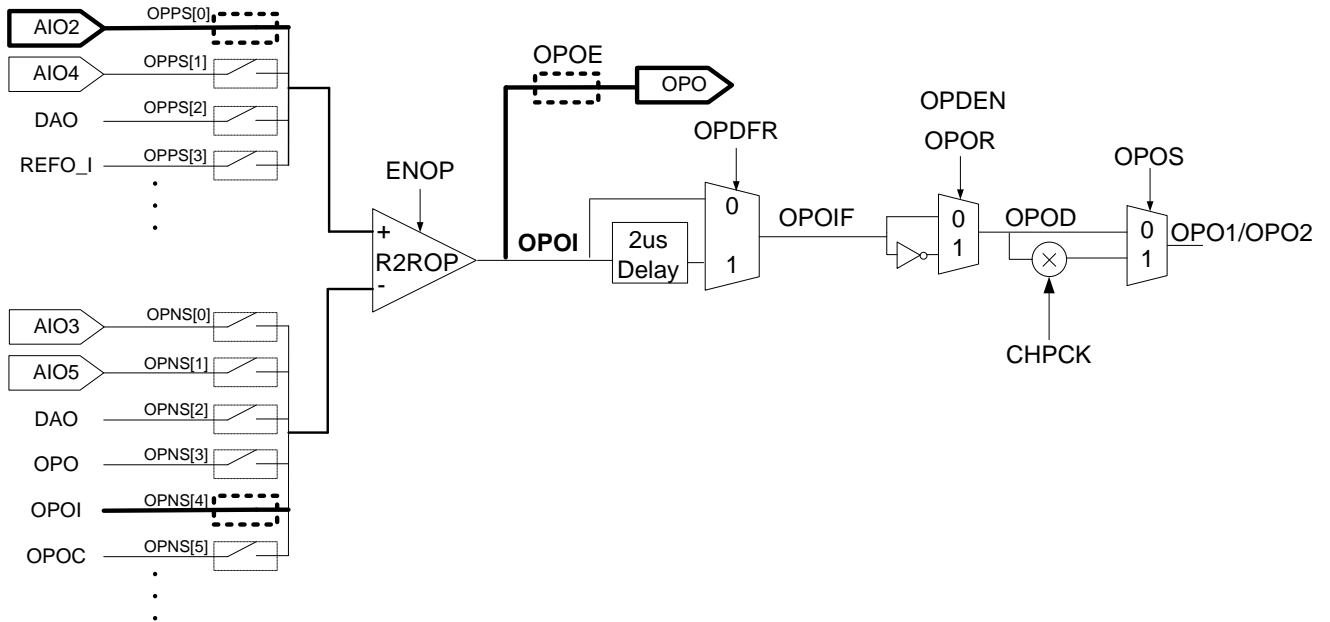 AIO2
OPPS[0]
AIO4
OPPS[1]
DAO
OPPS[2]
REFO_I
OPPS[3]
AIO3
OPNS[0]
AIO5
OPNS[1]
DAO
OPNS[2]
OPO
OPNS[3]
OPOI
OPNS[4]
OPOC
OPNS[5]
ENOP
+
R2ROP
-
OPOE
OPO
OPOI
2us
Delay
OPDFR
0
1
OPOIF
OPDEN
OPOR
0
1
OPOD
CHPCK
OPOS
0
1
OPO1/OPO2